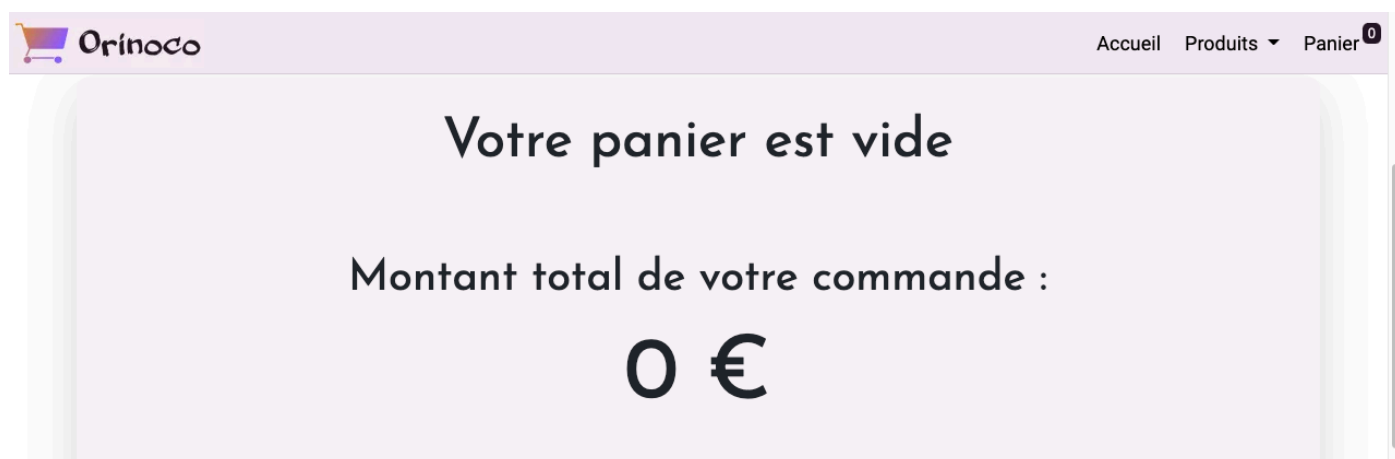 Orinoco
Accueil Produits Panier 0
Votre panier est vide
Montant total de votre commande :
0 €